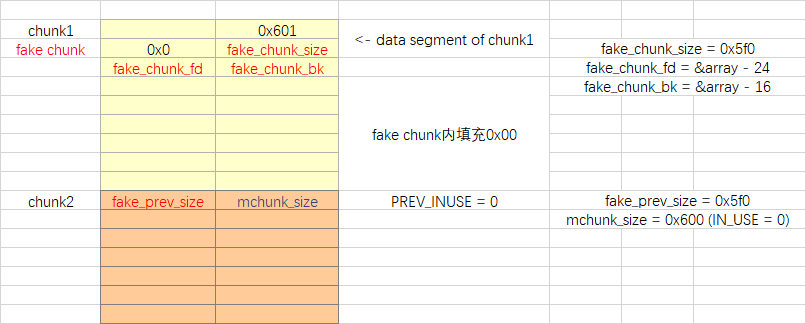 chunk1 0x601
<- data segment of chunk1
fake chunk 0x0 fake_chunk_size fake_chunk_size = 0x5f0
fake_chunk_fd fake_chunk_bk fake_chunk_fd = &array - 24
fake_chunk_bk = &array - 16
fake chunk内填充0x00
chunk2 fake_prev_size mchunk_size PREV_INUSE = 0 fake_prev_size = 0x5f0
mchunk_size = 0x600 (IN_USE = 0)